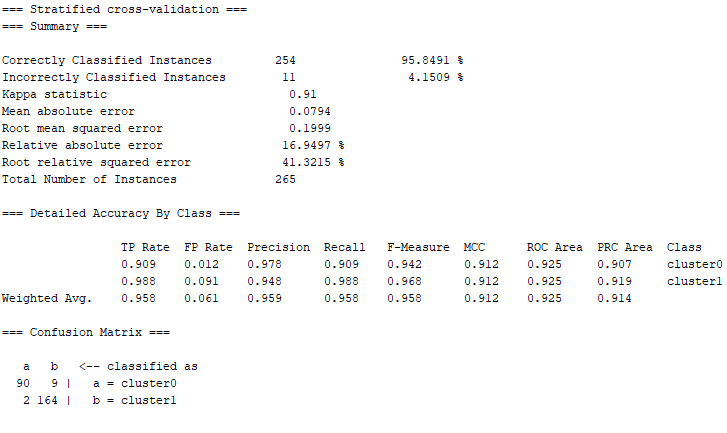 === Stratified cross-validation ===
=== Summary ===
Correctly Classified Instances 254 95.8491 %
Incorrectly Classified Instances 11 4.1509 %
Kappa statistic 0.91
Mean absolute error 0.0794
Root mean squared error 0.1999
Relative absolute error 16.9497 %
Root relative squared error 41.3215 %
Total Number of Instances 265
=== Detailed Accuracy By Class ===
TP Rate FP Rate Precision Recall F-Measure MCC ROC Area PRC Area Class
0.909 0.012 0.978 0.909 0.942 0.912 0.925 0.907 cluster0
0.988 0.091 0.948 0.988 0.968 0.912 0.925 0.919 cluster1
Weighted Avg. 0.958 0.061 0.959 0.958 0.958 0.912 0.925 0.914
=== Confusion Matrix ===
a b <-- classified as
90 9 | a = cluster0
2 164 | b = cluster1